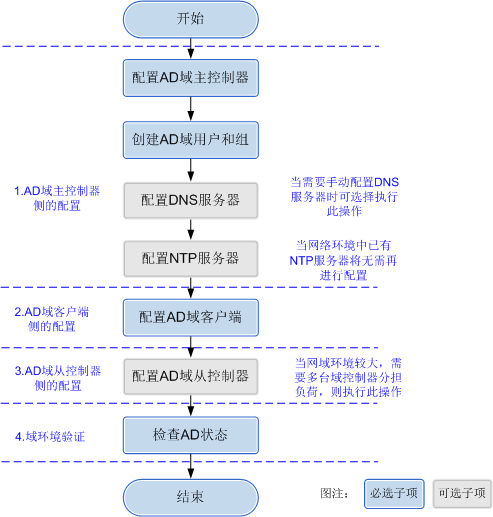 开始
配置AD域主控制器
创建AD域用户和组
1.AD域主控制器
侧的配置
配置DNS服务器
当需要手动配置DNS
服务器时可选择执行
此操作
配置NTP服务器
当网络环境中已有
NTP服务器将无需再
进行配置
2.AD域客户端
侧的配置
配置AD域客户端
3.AD域从控制器
侧的配置
配置AD域从控制器
当网域环境较大，需
要多台域控制器分担
负荷，则执行此操作
4.域环境验证
检查AD状态
结束
图注：
必选子项
可选子项